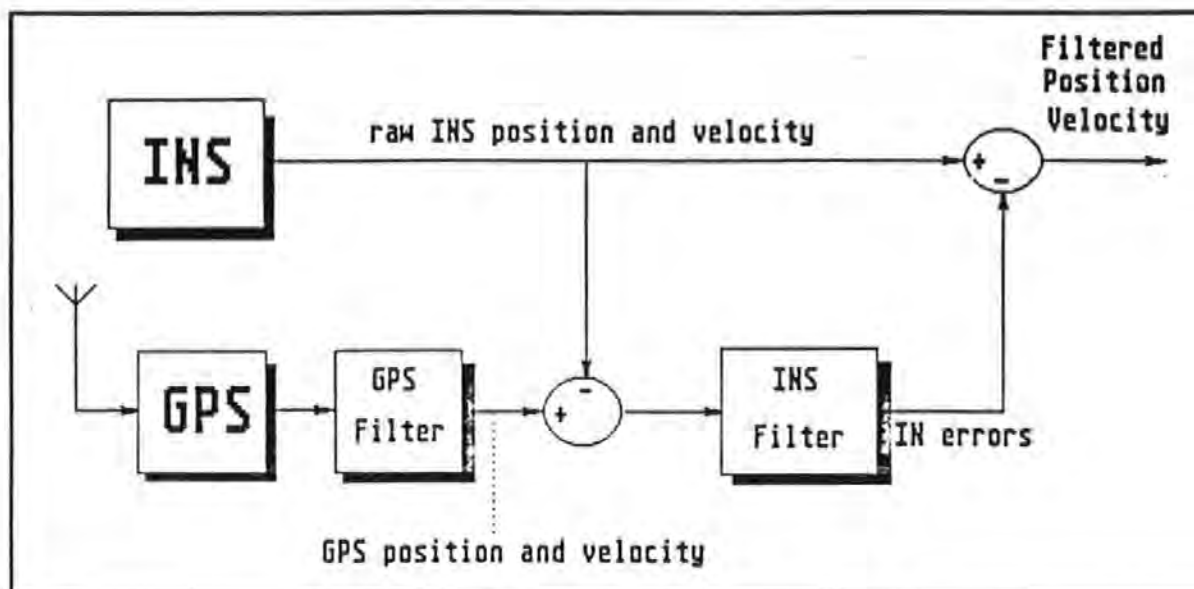 Filtered
Position
Velocity
INS
raw INS position and velocity
+
-
GPS
GPS
Filter
+
-
INS
Filter
IN errors
GPS position and velocity